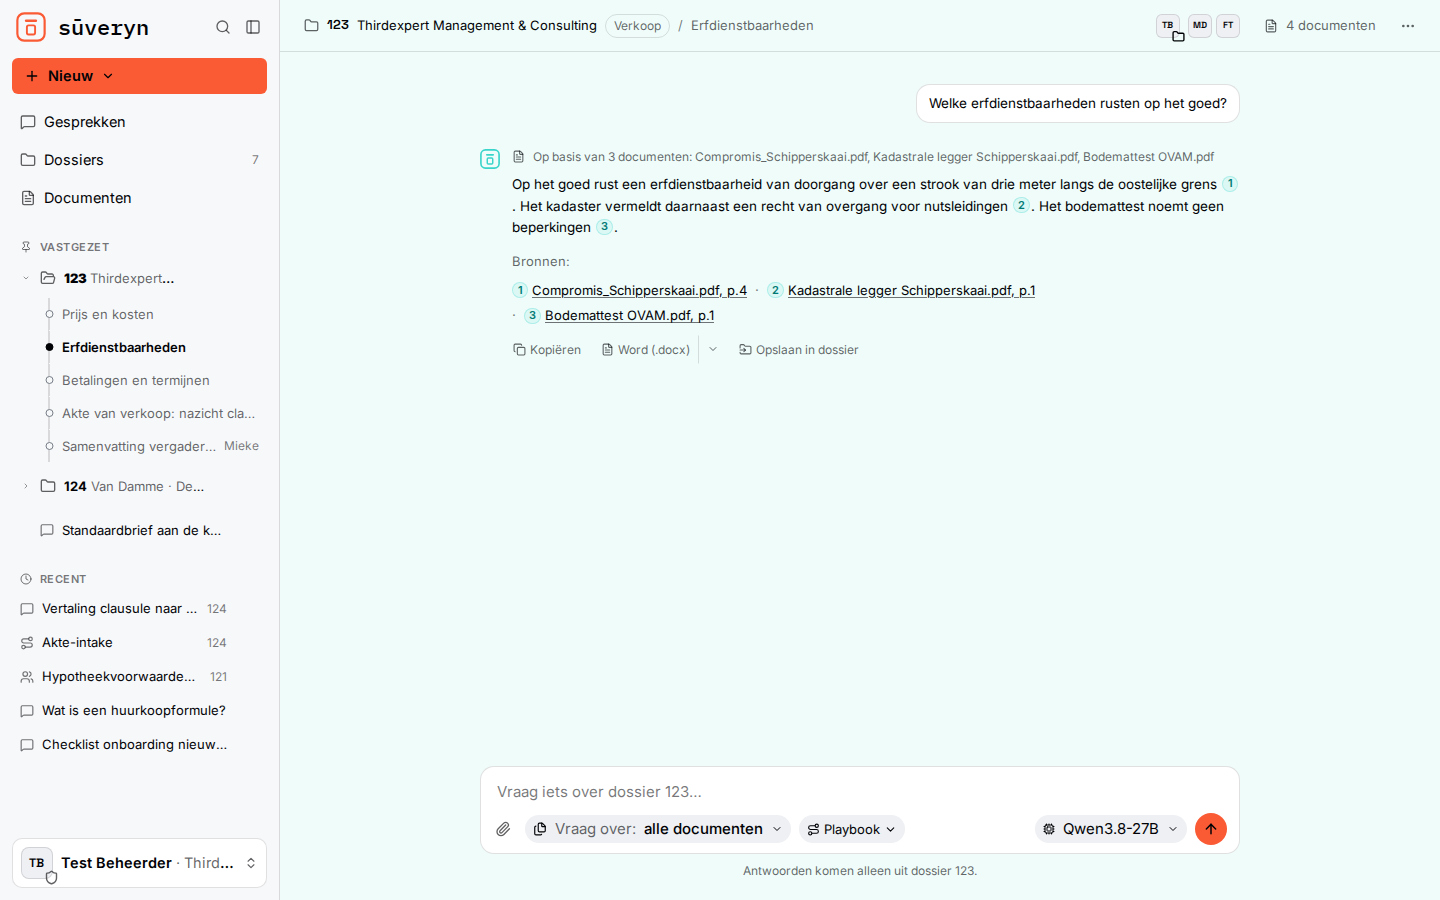 sūveryn
Nieuw
Gesprekken
Dossiers 7
Documenten
VASTGEZET
123 Thirdexpert...
Prijs en kosten
Erfdienstbaarheden
Betalingen en termijnen
Akte van verkoop: nazicht cla...
Samenvatting vergader... Mieke
124 Van Damme · De...
Standaardbrief aan de k...
RECENT
Vertaling clausule naar ... 124
Akte-intake 124
Hypotheekvoorwaarde... 121
Wat is een huurkoopformule?
Checklist onboarding nieuw...
TB Test Beheerder · Third...
123 Thirdexpert Management & Consulting Verkoop / Erfdienstbaarheden TB MD FT 4 documenten
Welke erfdienstbaarheden rusten op het goed?
Op basis van 3 documenten: Compromis_Schipperskaai.pdf, Kadastrale legger Schipperskaai.pdf, Bodemattest OVAM.pdf
Op het goed rust een erfdienstbaarheid van doorgang over een strook van drie meter langs de oostelijke grens 1
. Het kadaster vermeldt daarnaast een recht van overgang voor nutsleidingen 2 . Het bodemattest noemt geen
beperkingen 3 .
Bronnen:
1 Compromis_Schipperskaai.pdf, p.4 · 2 Kadastrale legger Schipperskaai.pdf, p.1
· 3 Bodemattest OVAM.pdf, p.1
Kopiëren Word (.docx) Opslaan in dossier
Vraag iets over dossier 123...
Vraag over: alle documenten Playbook Qwen3.8-27B
Antwoorden komen alleen uit dossier 123.